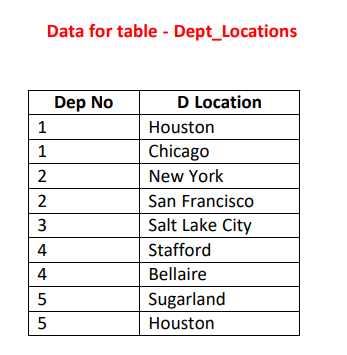 Data for table - Dept_Locations
Dep No D Location
1 Houston
1 Chicago
2 New York
2 San Francisco
3 Salt Lake City
4 Stafford
4 Bellaire
5 Sugarland
5 Houston